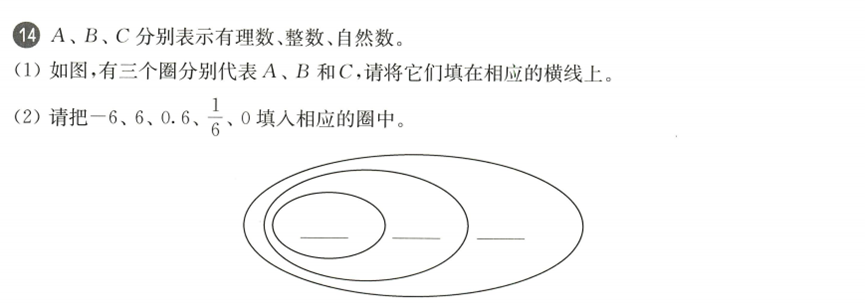 14 A、B、C 分别表示有理数、整数、自然数。
(1) 如图,有三个圈分别代表 A、B 和C,请将它们填在相应的横线上。
(2) 请把－6、6、0.6、1/6、0 填入相应的圈中。